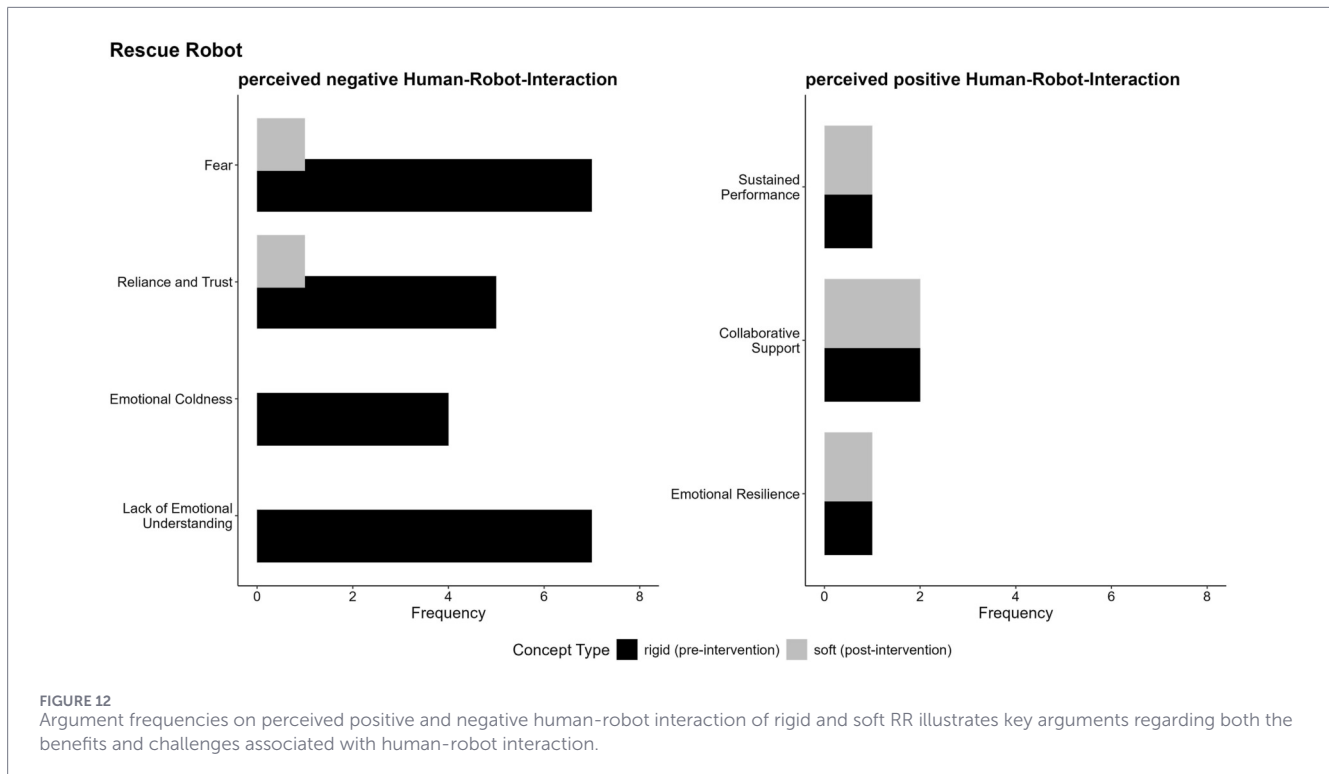 Rescue Robot
perceived negative Human-Robot-Interaction
Fear
Reliance and Trust
Emotional Coldness
Lack of Emotional
Understanding
0 2 4 6 8
Frequency
perceived positive Human-Robot-Interaction
Sustained
Performance
Collaborative
Support
Emotional Resilience
0 2 4 6 8
Frequency
Concept Type rigid (pre-intervention) soft (post-intervention)
FIGURE 12
Argument frequencies on perceived positive and negative human-robot interaction of rigid and soft RR illustrates key arguments regarding both the
benefits and challenges associated with human-robot interaction.